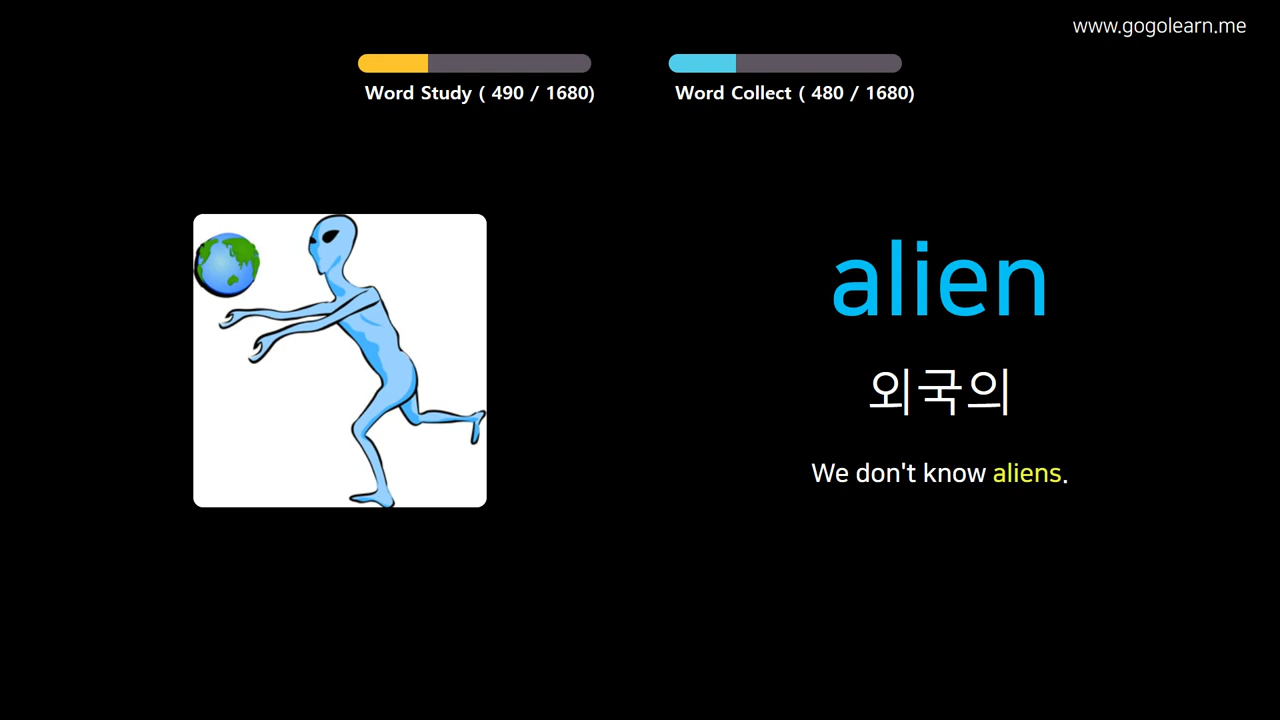 www.gogolearn.me
Word Study ( 490 / 1680)
Word Collect ( 480 / 1680)
alien
외국의
We don't know aliens.